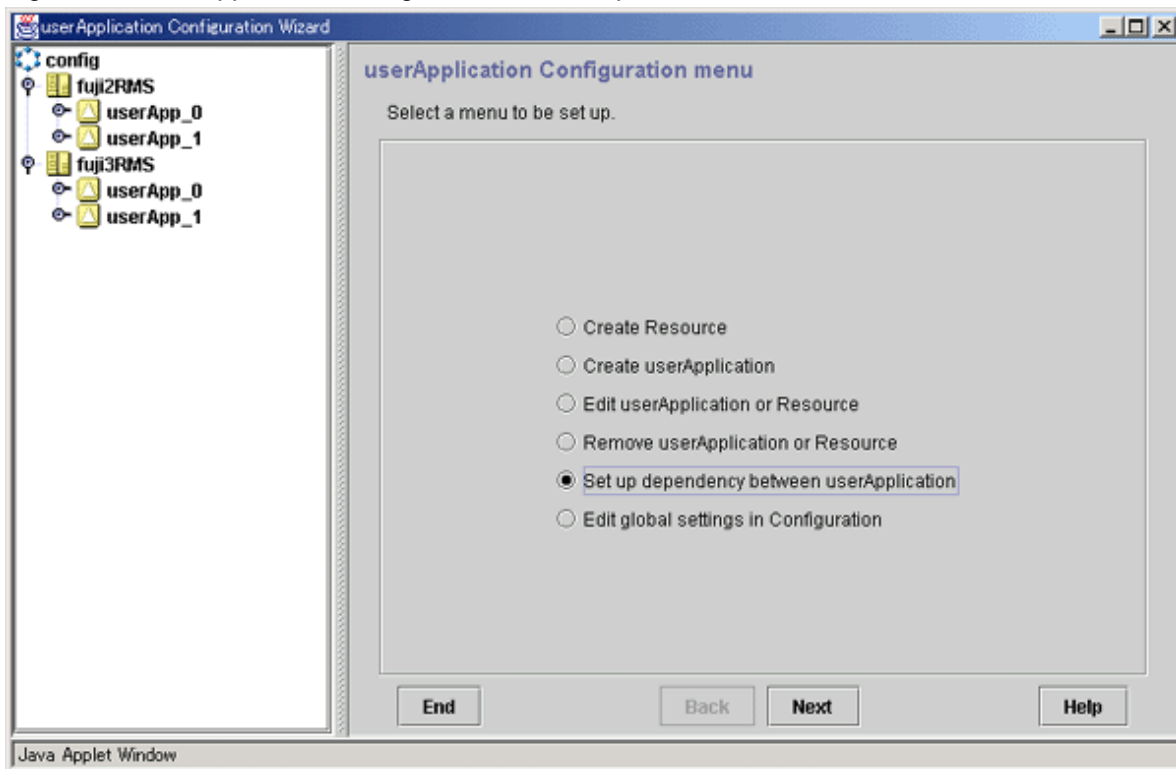 userApplication Configuration Wizard
config
fuji2RMS
userApp_0
userApp_1
fuji3RMS
userApp_0
userApp_1
userApplication Configuration menu
Select a menu to be set up.
Create Resource
Create userApplication
Edit userApplication or Resource
Remove userApplication or Resource
Set up dependency between userApplication
Edit global settings in Configuration
End
Back
Next
Help
Java Applet Window